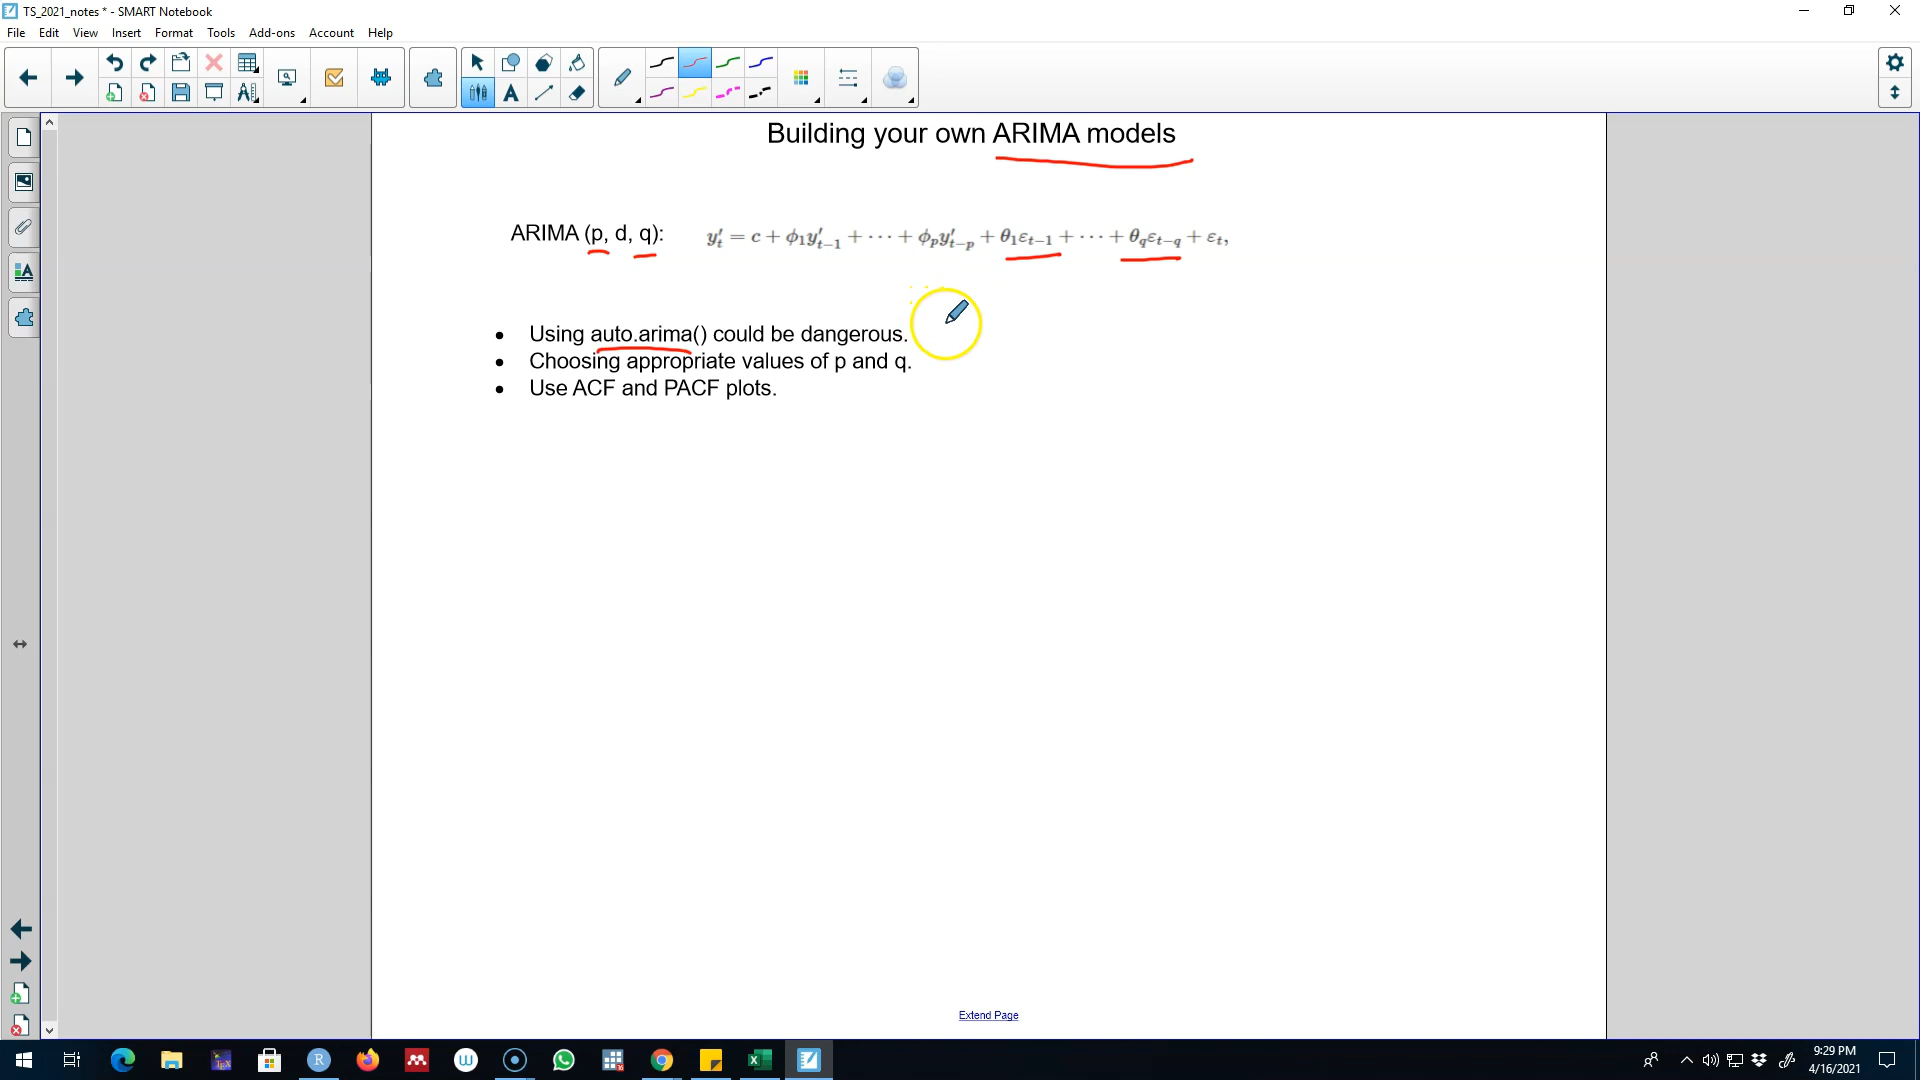 TS_2021_notes * - SMART Notebook
File Edit View Insert Format Tools Add-ons Account Help
Building your own ARIMA models
ARIMA (p, d, q): y′ₜ = c + ϕ₁y′ₜ₋₁ + ⋯ + ϕₚy′ₜ₋ₚ + θ₁εₜ₋₁ + ⋯ + θ_qε_{t−q} + εₜ,
• Using auto.arima() could be dangerous.
• Choosing appropriate values of p and q.
• Use ACF and PACF plots.
Extend Page
9:29 PM
4/16/2021